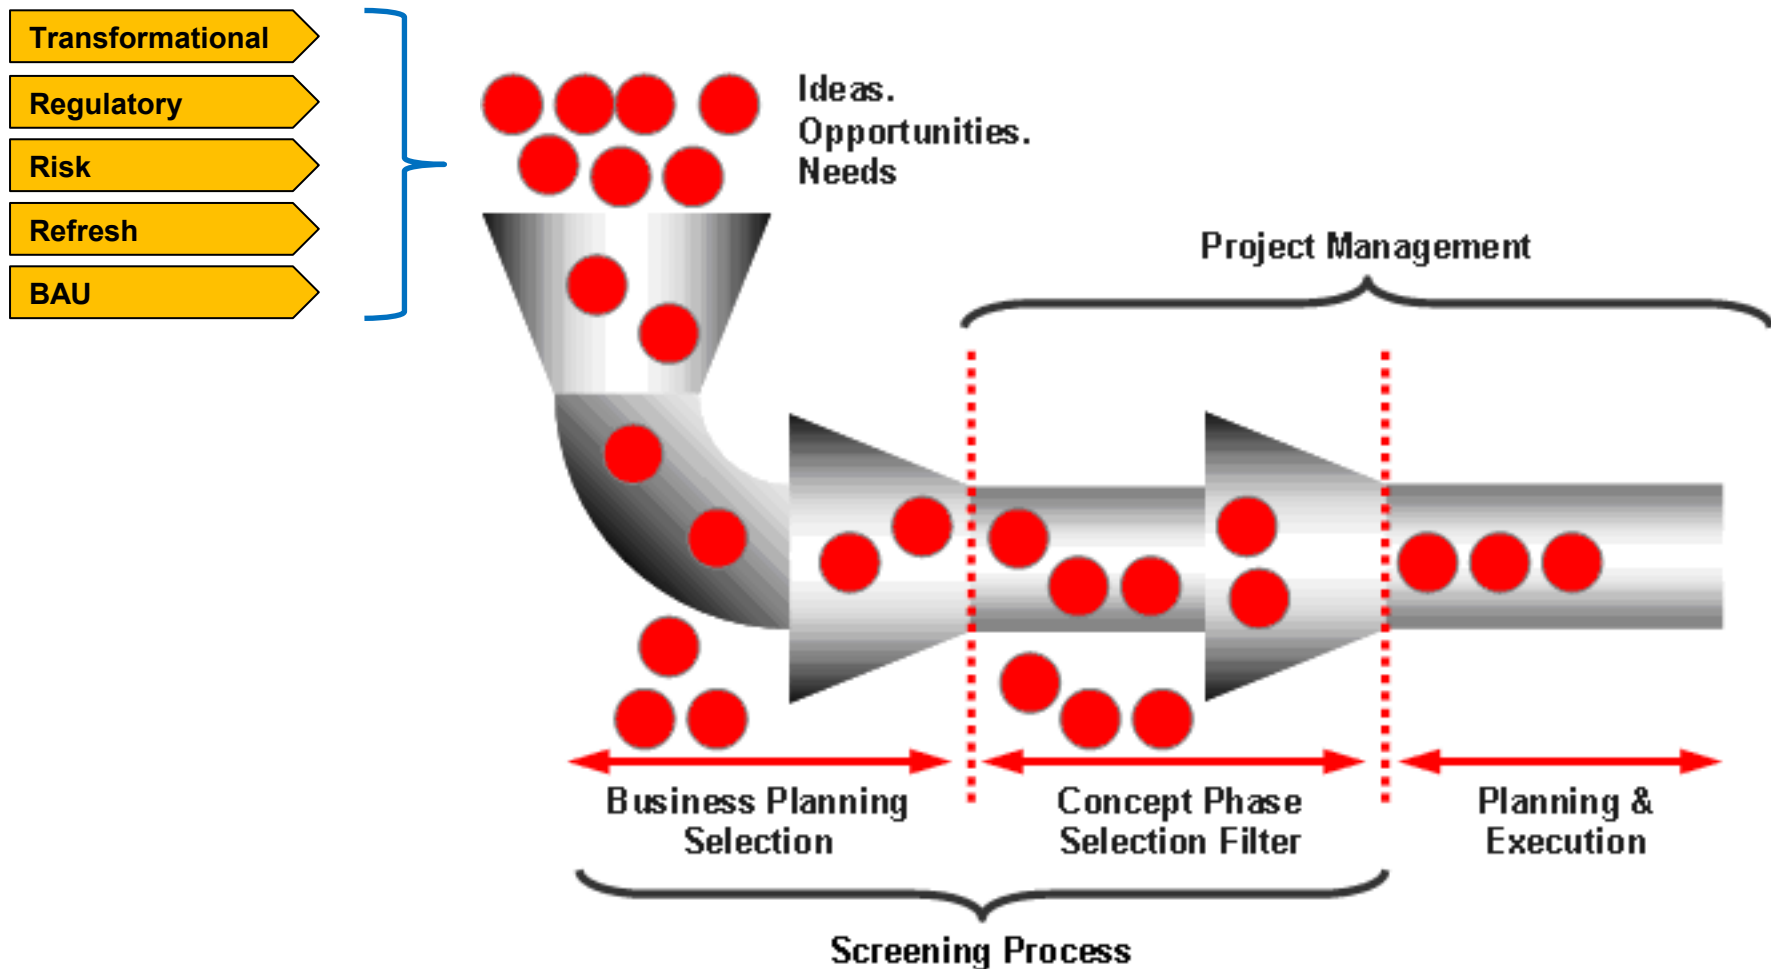 Transformational
Regulatory
Risk
Refresh
BAU
Ideas.
Opportunities.
Needs
Project Management
Business Planning
Selection
Concept Phase
Selection Filter
Planning &
Execution
Screening Process